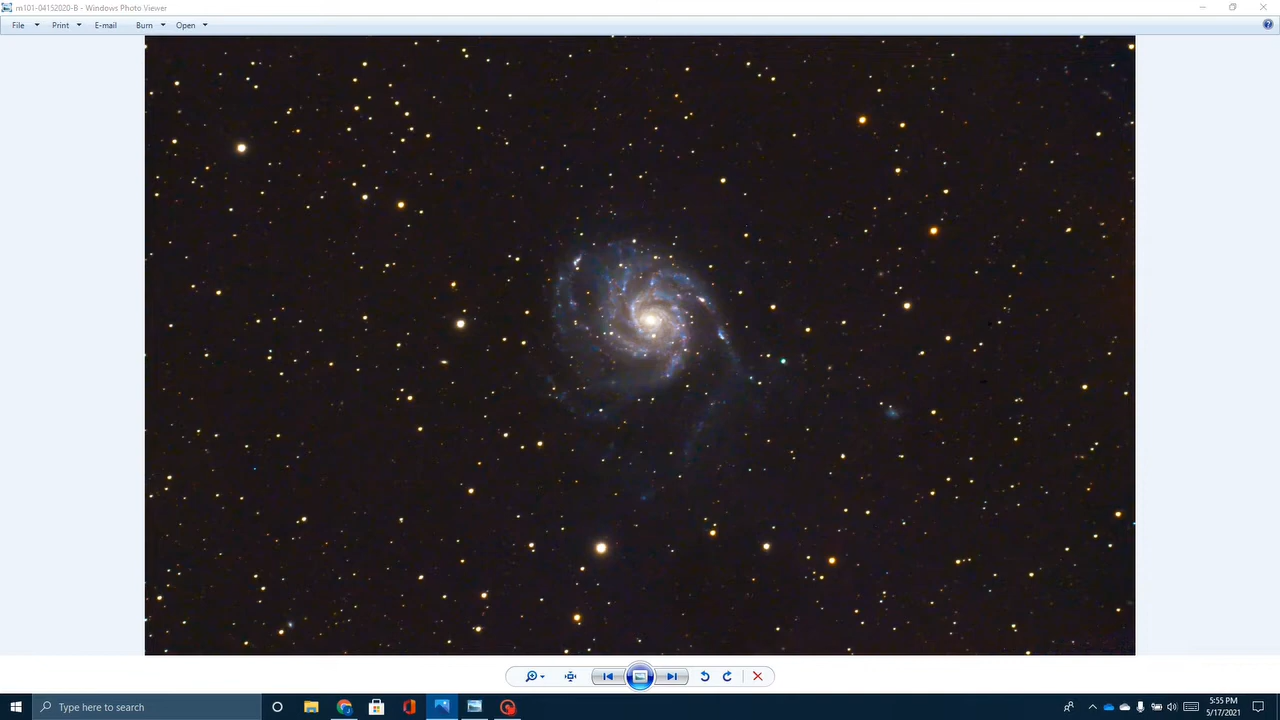 m101-04152020-B - Windows Photo Viewer
File Print E-mail Burn Open
Type here to search
5:55 PM
5/17/2021